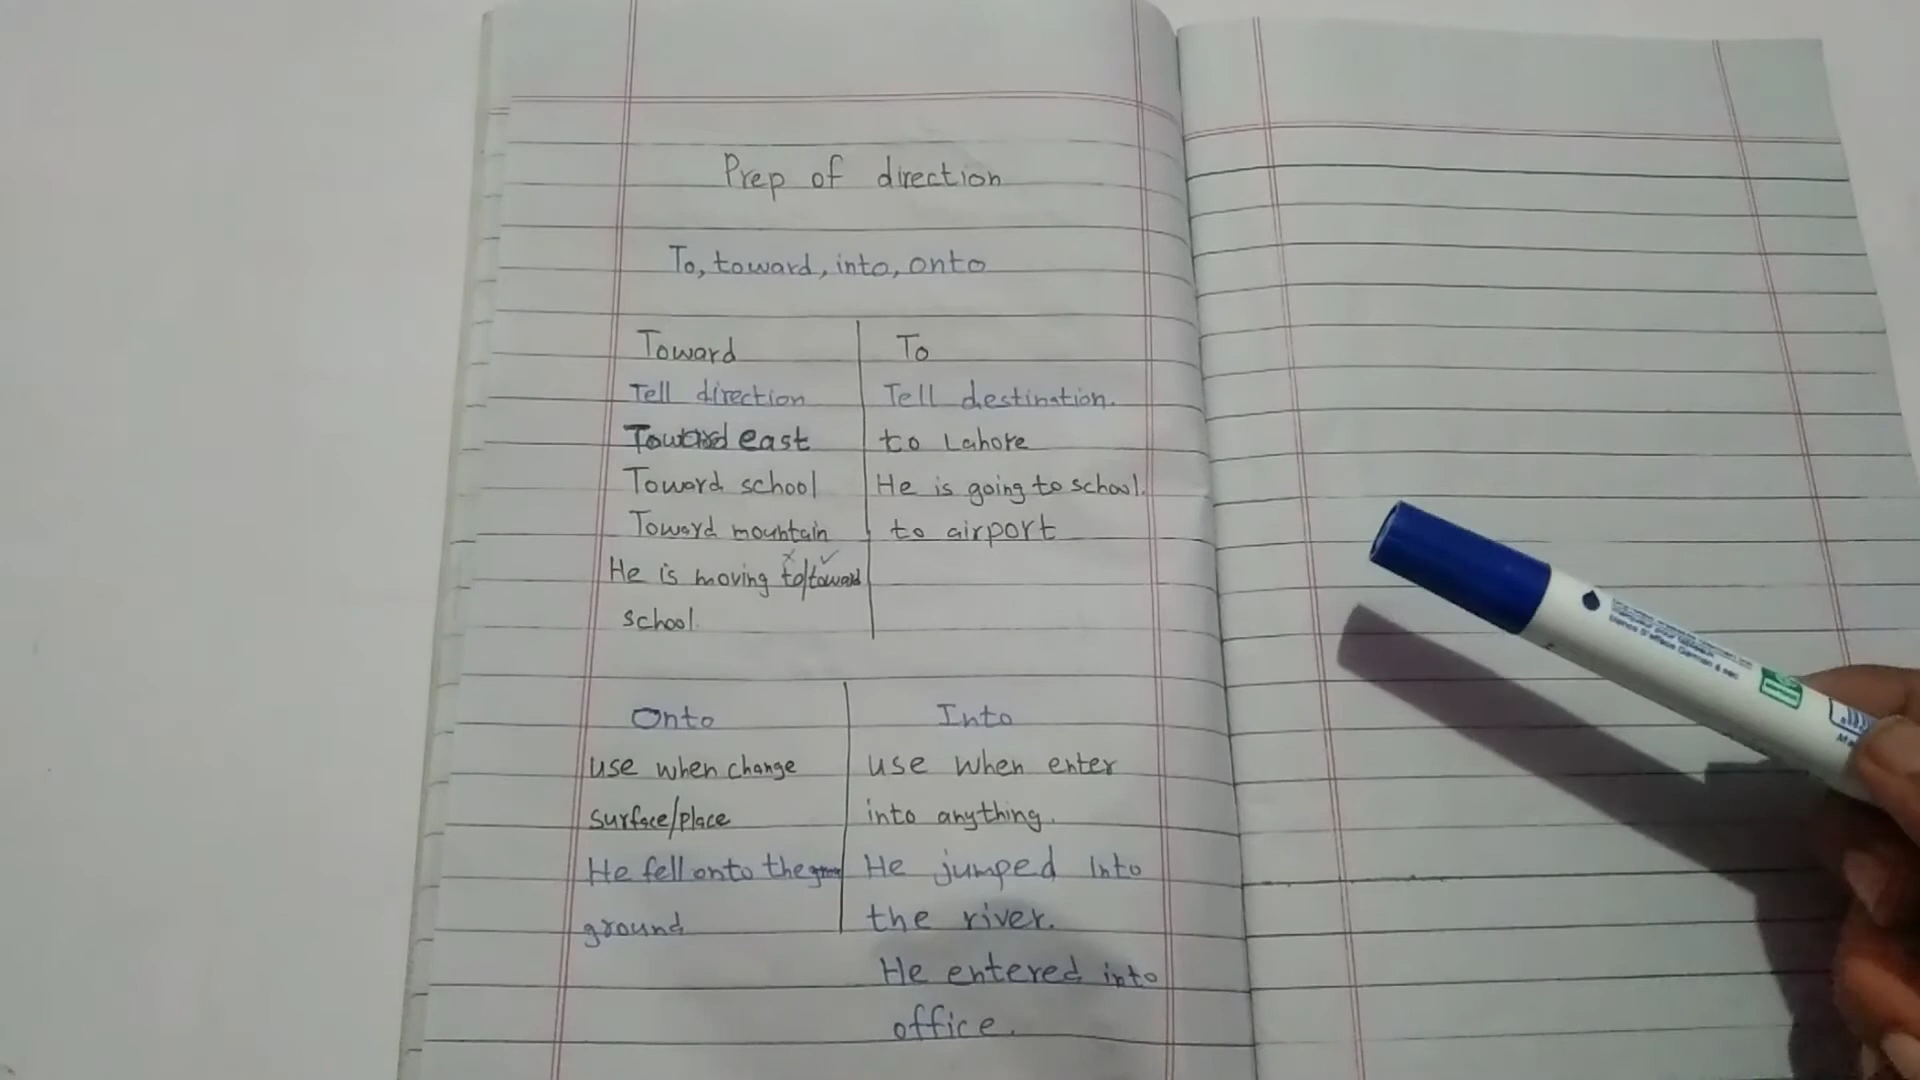 Prep of direction
To, toward, into, onto
Toward
Tell direction
Toward east
Toward school
Toward mountain
He is moving to/toward
school.
To
Tell destination.
to Lahore
He is going to school.
to airport
Onto
use when change
surface/place
He fell onto the
ground
Into
use when enter
into anything.
He jumped into
the river.
He entered into
office.